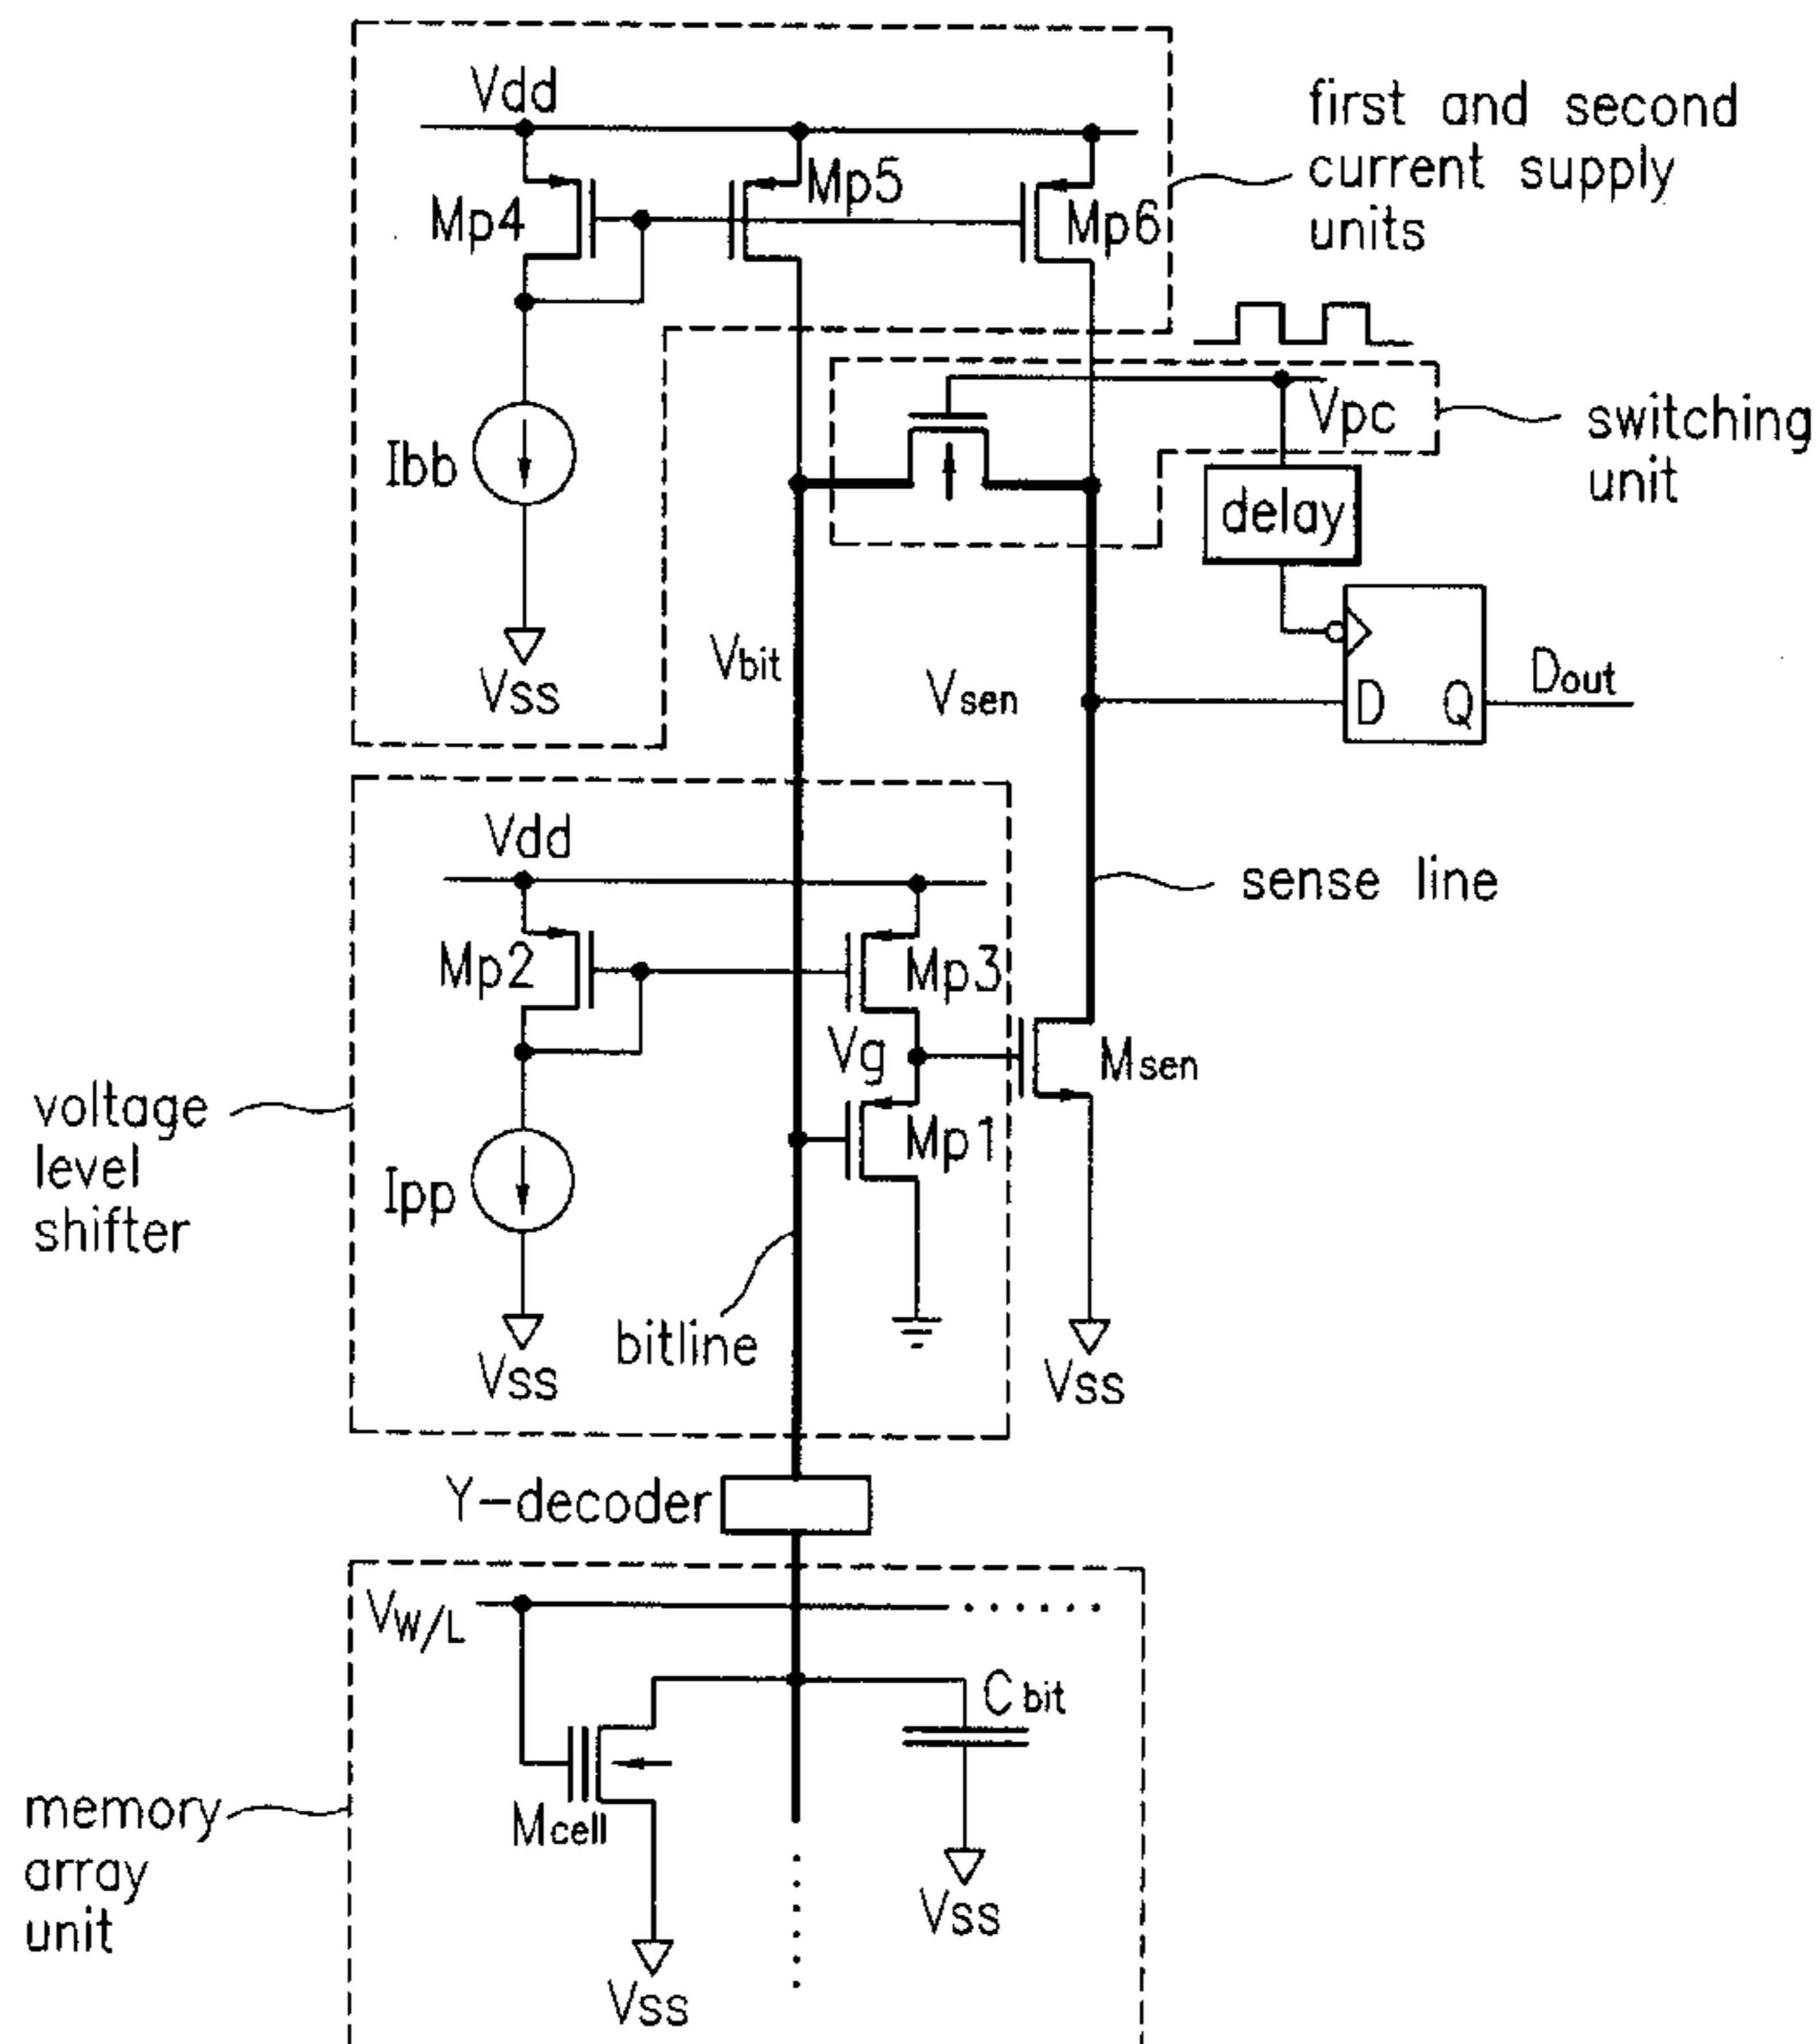 Vdd
first and second
current supply
units
Mp4
Mp5
Mp6
Ibb
Vpc
switching
unit
delay
Vss
Vbit
Vsen
D
Q
Dout
Vdd
sense line
Mp2
Mp3
Vg
Msen
voltage
level
shifter
Mp1
Ipp
bitline
Vss
Vss
Y-decoder
VW/L
Cbit
Mcell
memory
array
unit
Vss
Vss